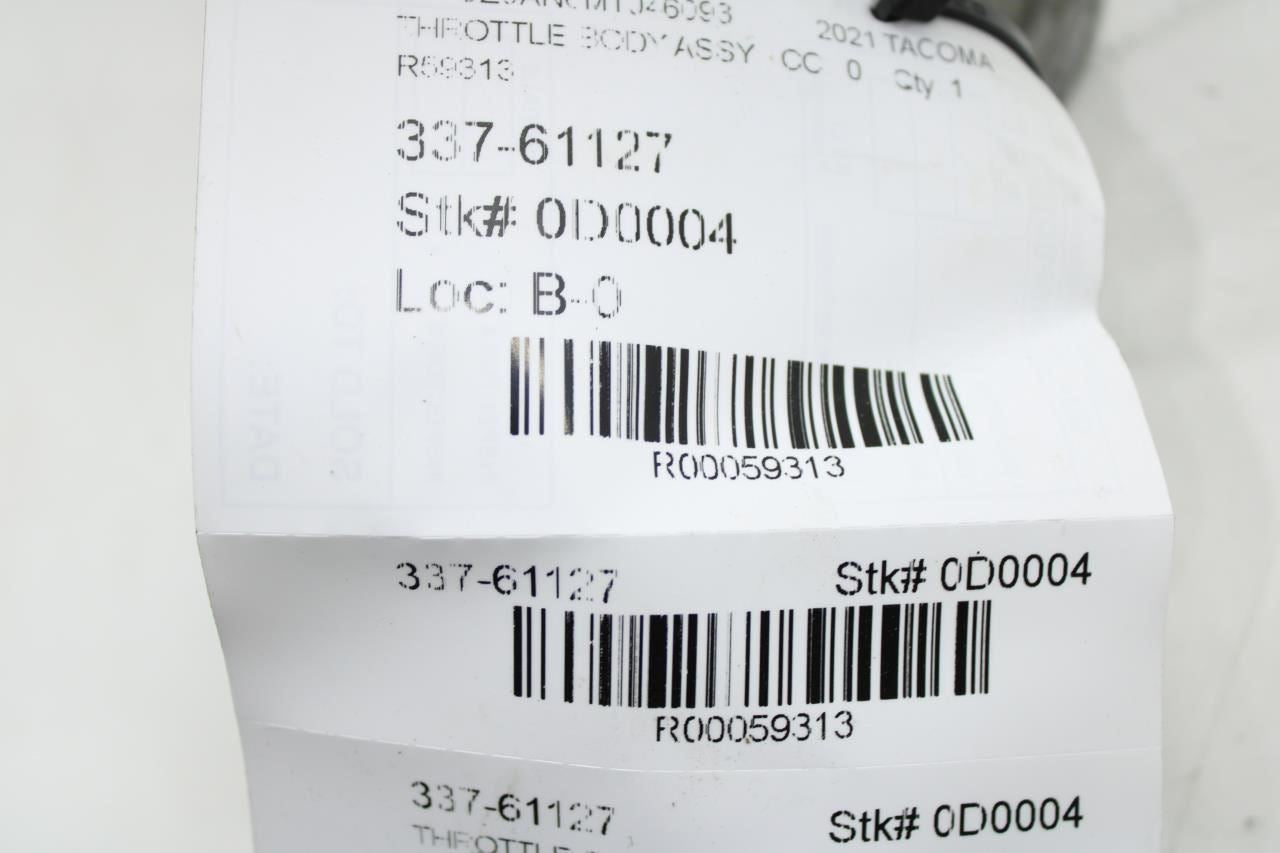 2021 TACOMA
THROTTLE BODY ASSY CC 0 Qty 1
R59313
337-61127
Stk# 0D0004
Loc: B-0
R00059313
337-61127 Stk# 0D0004
R00059313
337-61127 Stk# 0D0004
THROTTLE